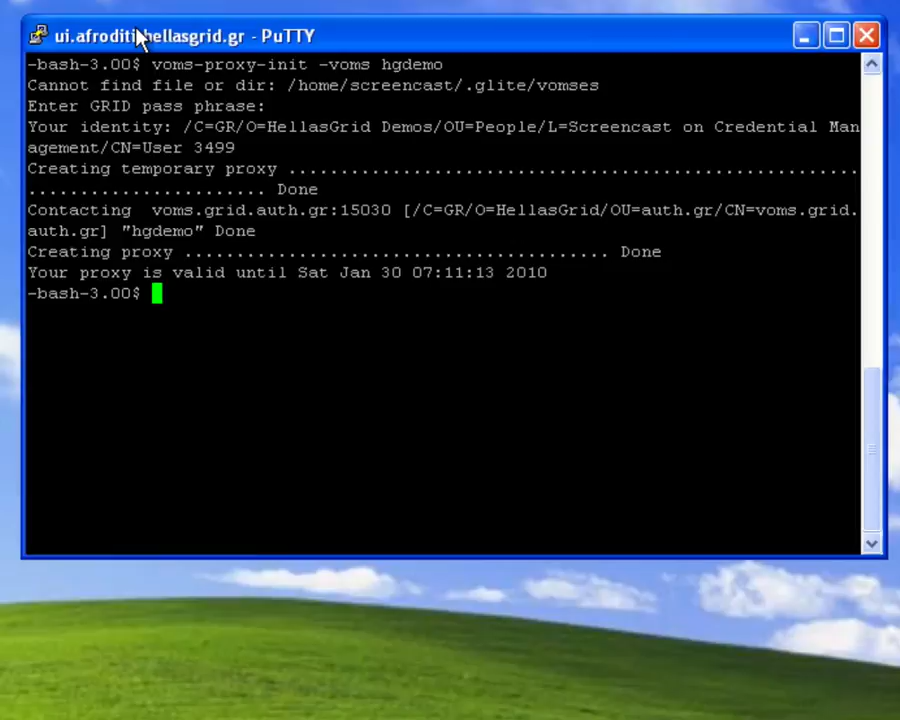 ui.afroditi.hellasgrid.gr - PuTTY
-bash-3.00$ voms-proxy-init -voms hgdemo
Cannot find file or dir: /home/screencast/.glite/vomses
Enter GRID pass phrase:
Your identity: /C=GR/O=HellasGrid Demos/OU=People/L=Screencast on Credential Man
agement/CN=User 3499
Creating temporary proxy ......................................................
....................... Done
Contacting  voms.grid.auth.gr:15030 [/C=GR/O=HellasGrid/OU=auth.gr/CN=voms.grid.
auth.gr] "hgdemo" Done
Creating proxy ......................................... Done
Your proxy is valid until Sat Jan 30 07:11:13 2010
-bash-3.00$